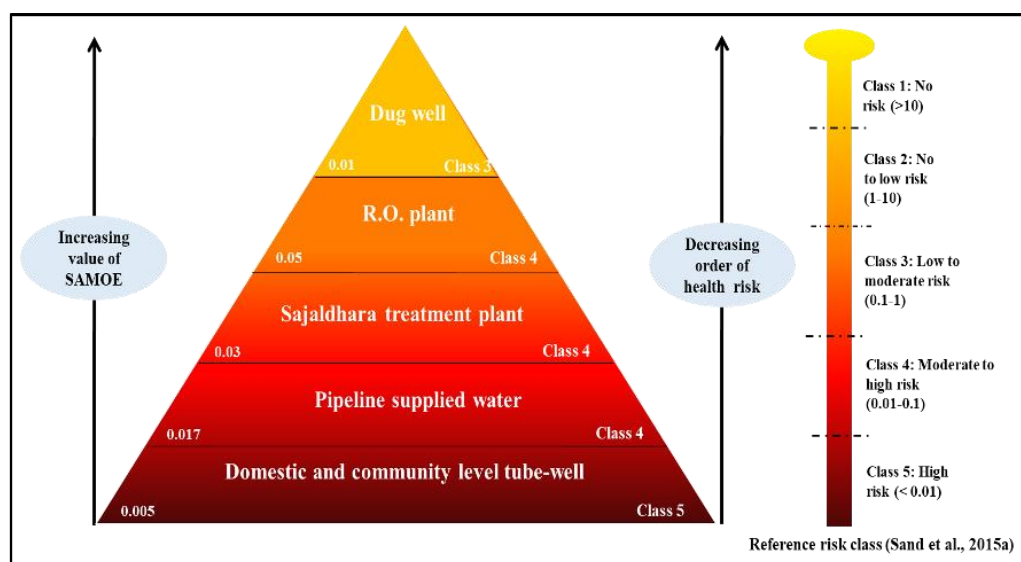 Increasing
value of
SAMOE
Dug well
0.01
Class 3
R.O. plant
0.05
Class 4
Sajaldhara treatment plant
0.03
Class 4
Pipeline supplied water
0.017
Class 4
Domestic and community level tube-well
0.005
Class 5
Decreasing
order of
health risk
Class 1: No
risk (>10)
Class 2: No
to low risk
(1-10)
Class 3: Low to
moderate risk
(0.1-1)
Class 4: Moderate to
high risk
(0.01-0.1)
Class 5: High
risk (< 0.01)
Reference risk class (Sand et al., 2015a)